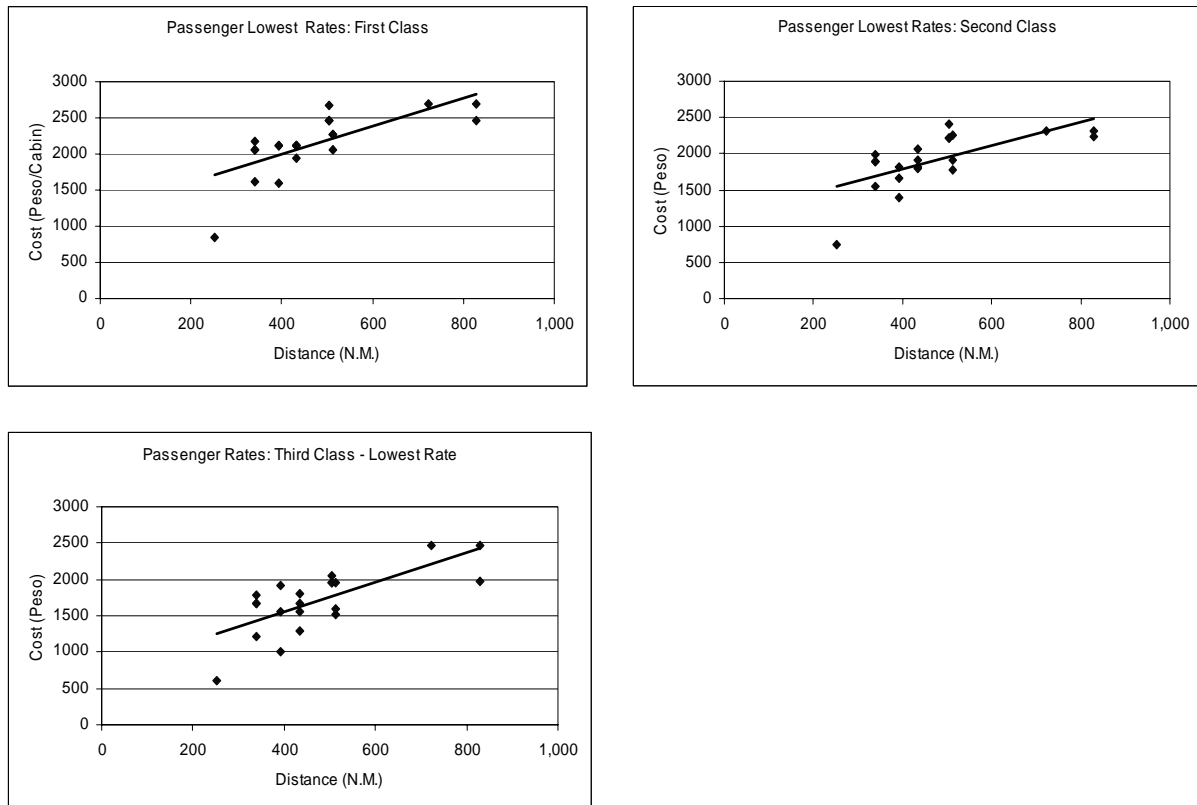 Passenger Lowest Rates: First Class
3000
2500
2000
1500
1000
500
0
Cost (Peso/Cabin)
0 200 400 600 800 1,000
Distance (N.M.)
Passenger Lowest Rates: Second Class
3000
2500
2000
1500
1000
500
0
Cost (Peso)
0 200 400 600 800 1,000
Distance (N.M.)
Passenger Rates: Third Class - Lowest Rate
3000
2500
2000
1500
1000
500
0
Cost (Peso)
0 200 400 600 800 1,000
Distance (N.M.)